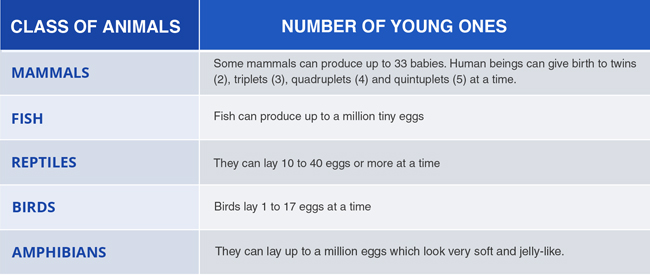 CLASS OF ANIMALS
NUMBER OF YOUNG ONES
MAMMALS
Some mammals can produce up to 33 babies. Human beings can give birth to twins
(2), triplets (3), quadruplets (4) and quintuplets (5) at a time.
FISH
Fish can produce up to a million tiny eggs
REPTILES
They can lay 10 to 40 eggs or more at a time
BIRDS
Birds lay 1 to 17 eggs at a time
AMPHIBIANS
They can lay up to a million eggs which look very soft and jelly-like.